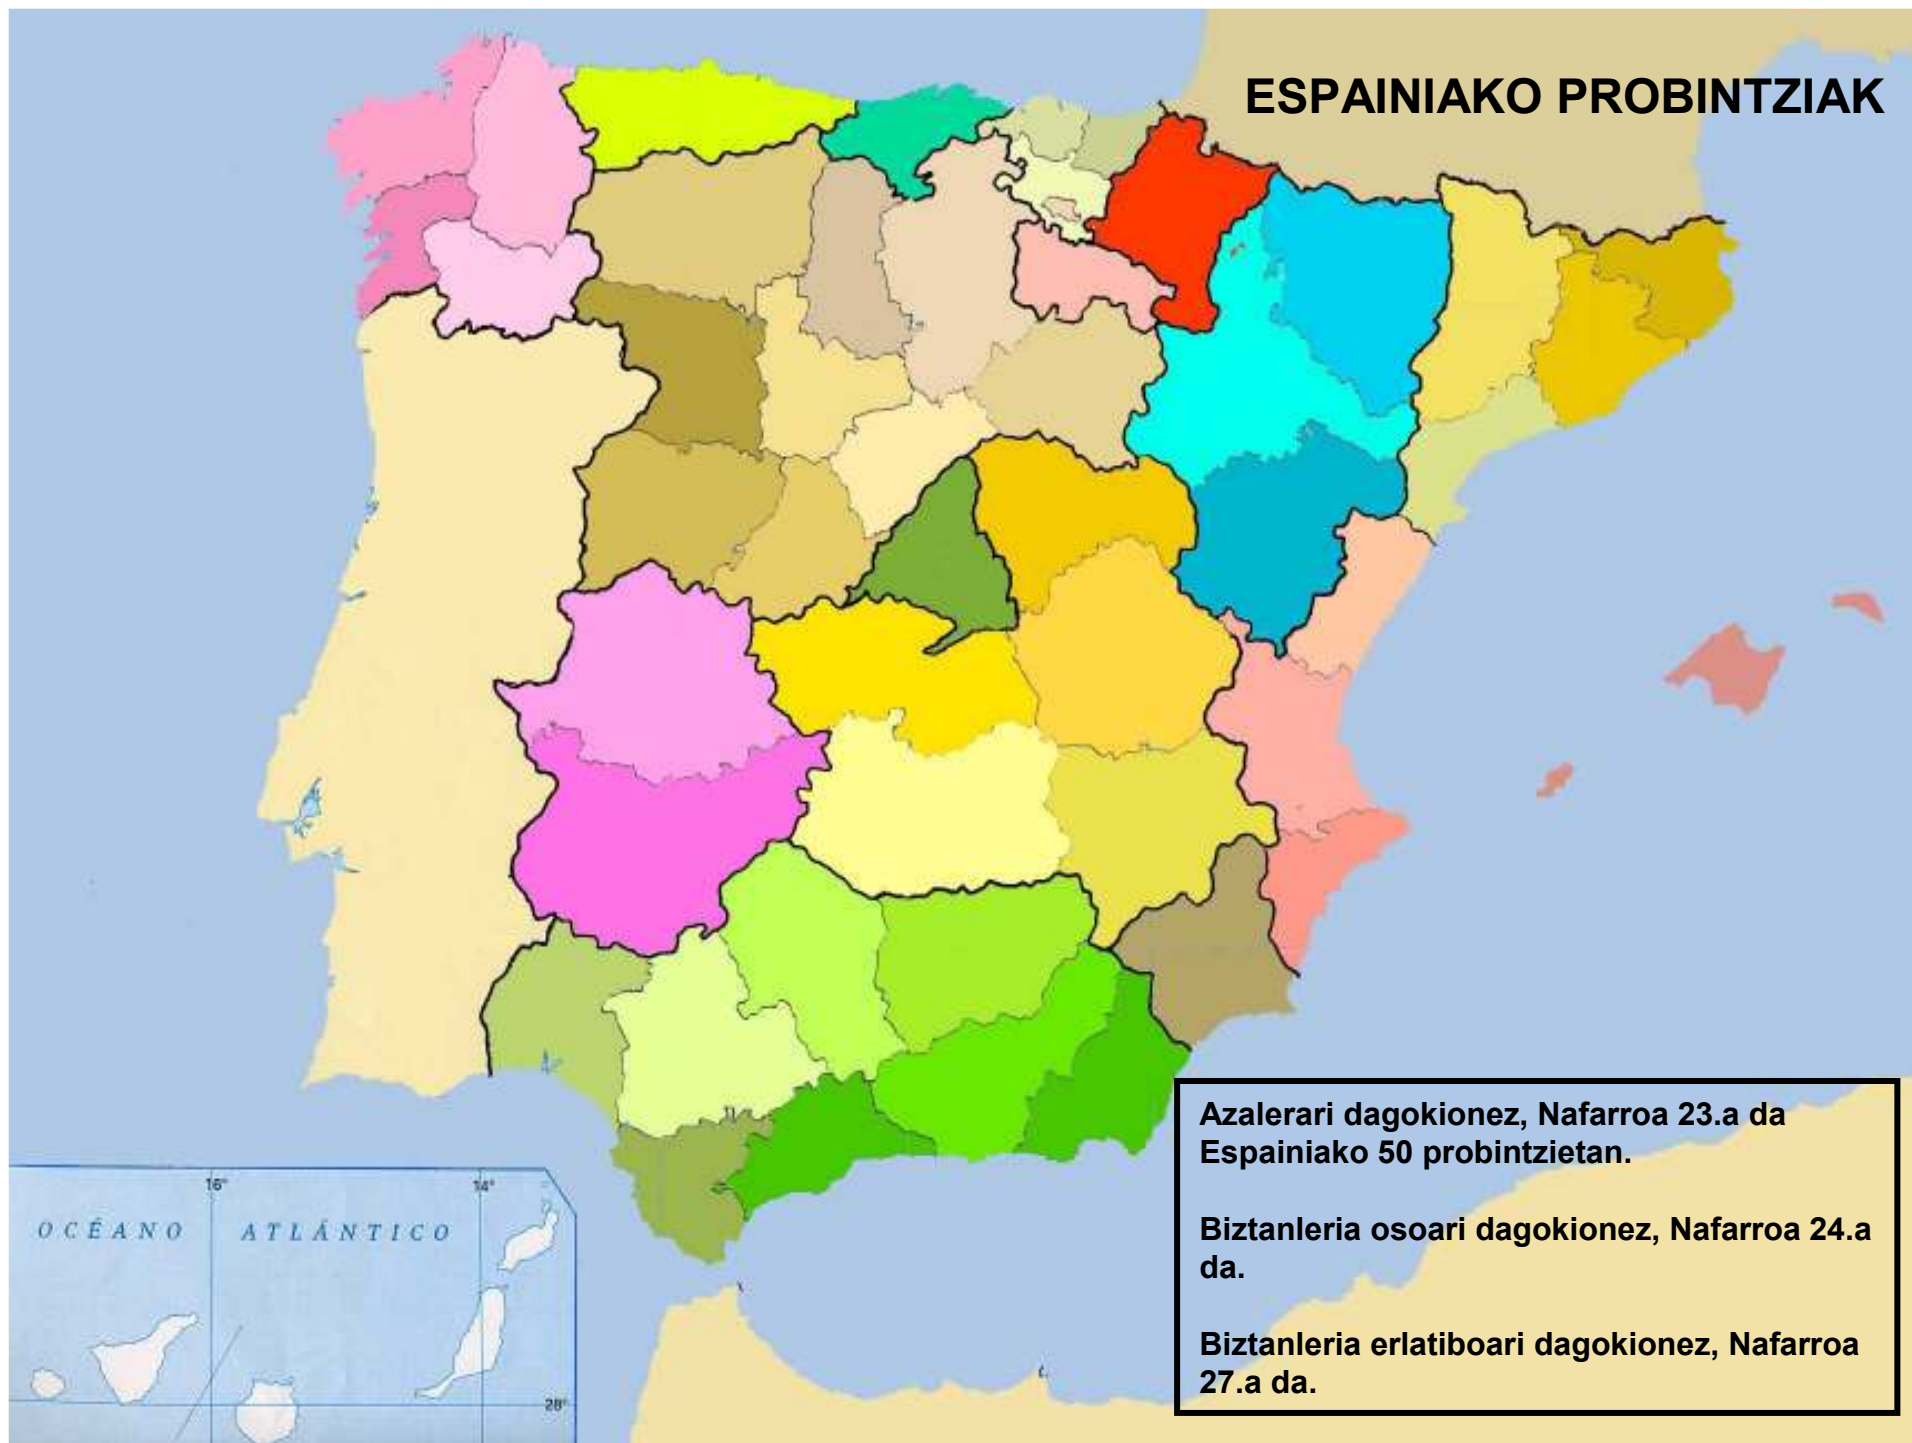 ESPAINIAKO PROBINTZIAK
Azalerari dagokionez, Nafarroa 23.a da
Espainiako 50 probintzietan.
Biztanleria osoari dagokionez, Nafarroa 24.a
da.
Biztanleria erlatiboari dagokionez, Nafarroa
27.a da.
16°
14°
OCÉANO ATLÁNTICO
28°